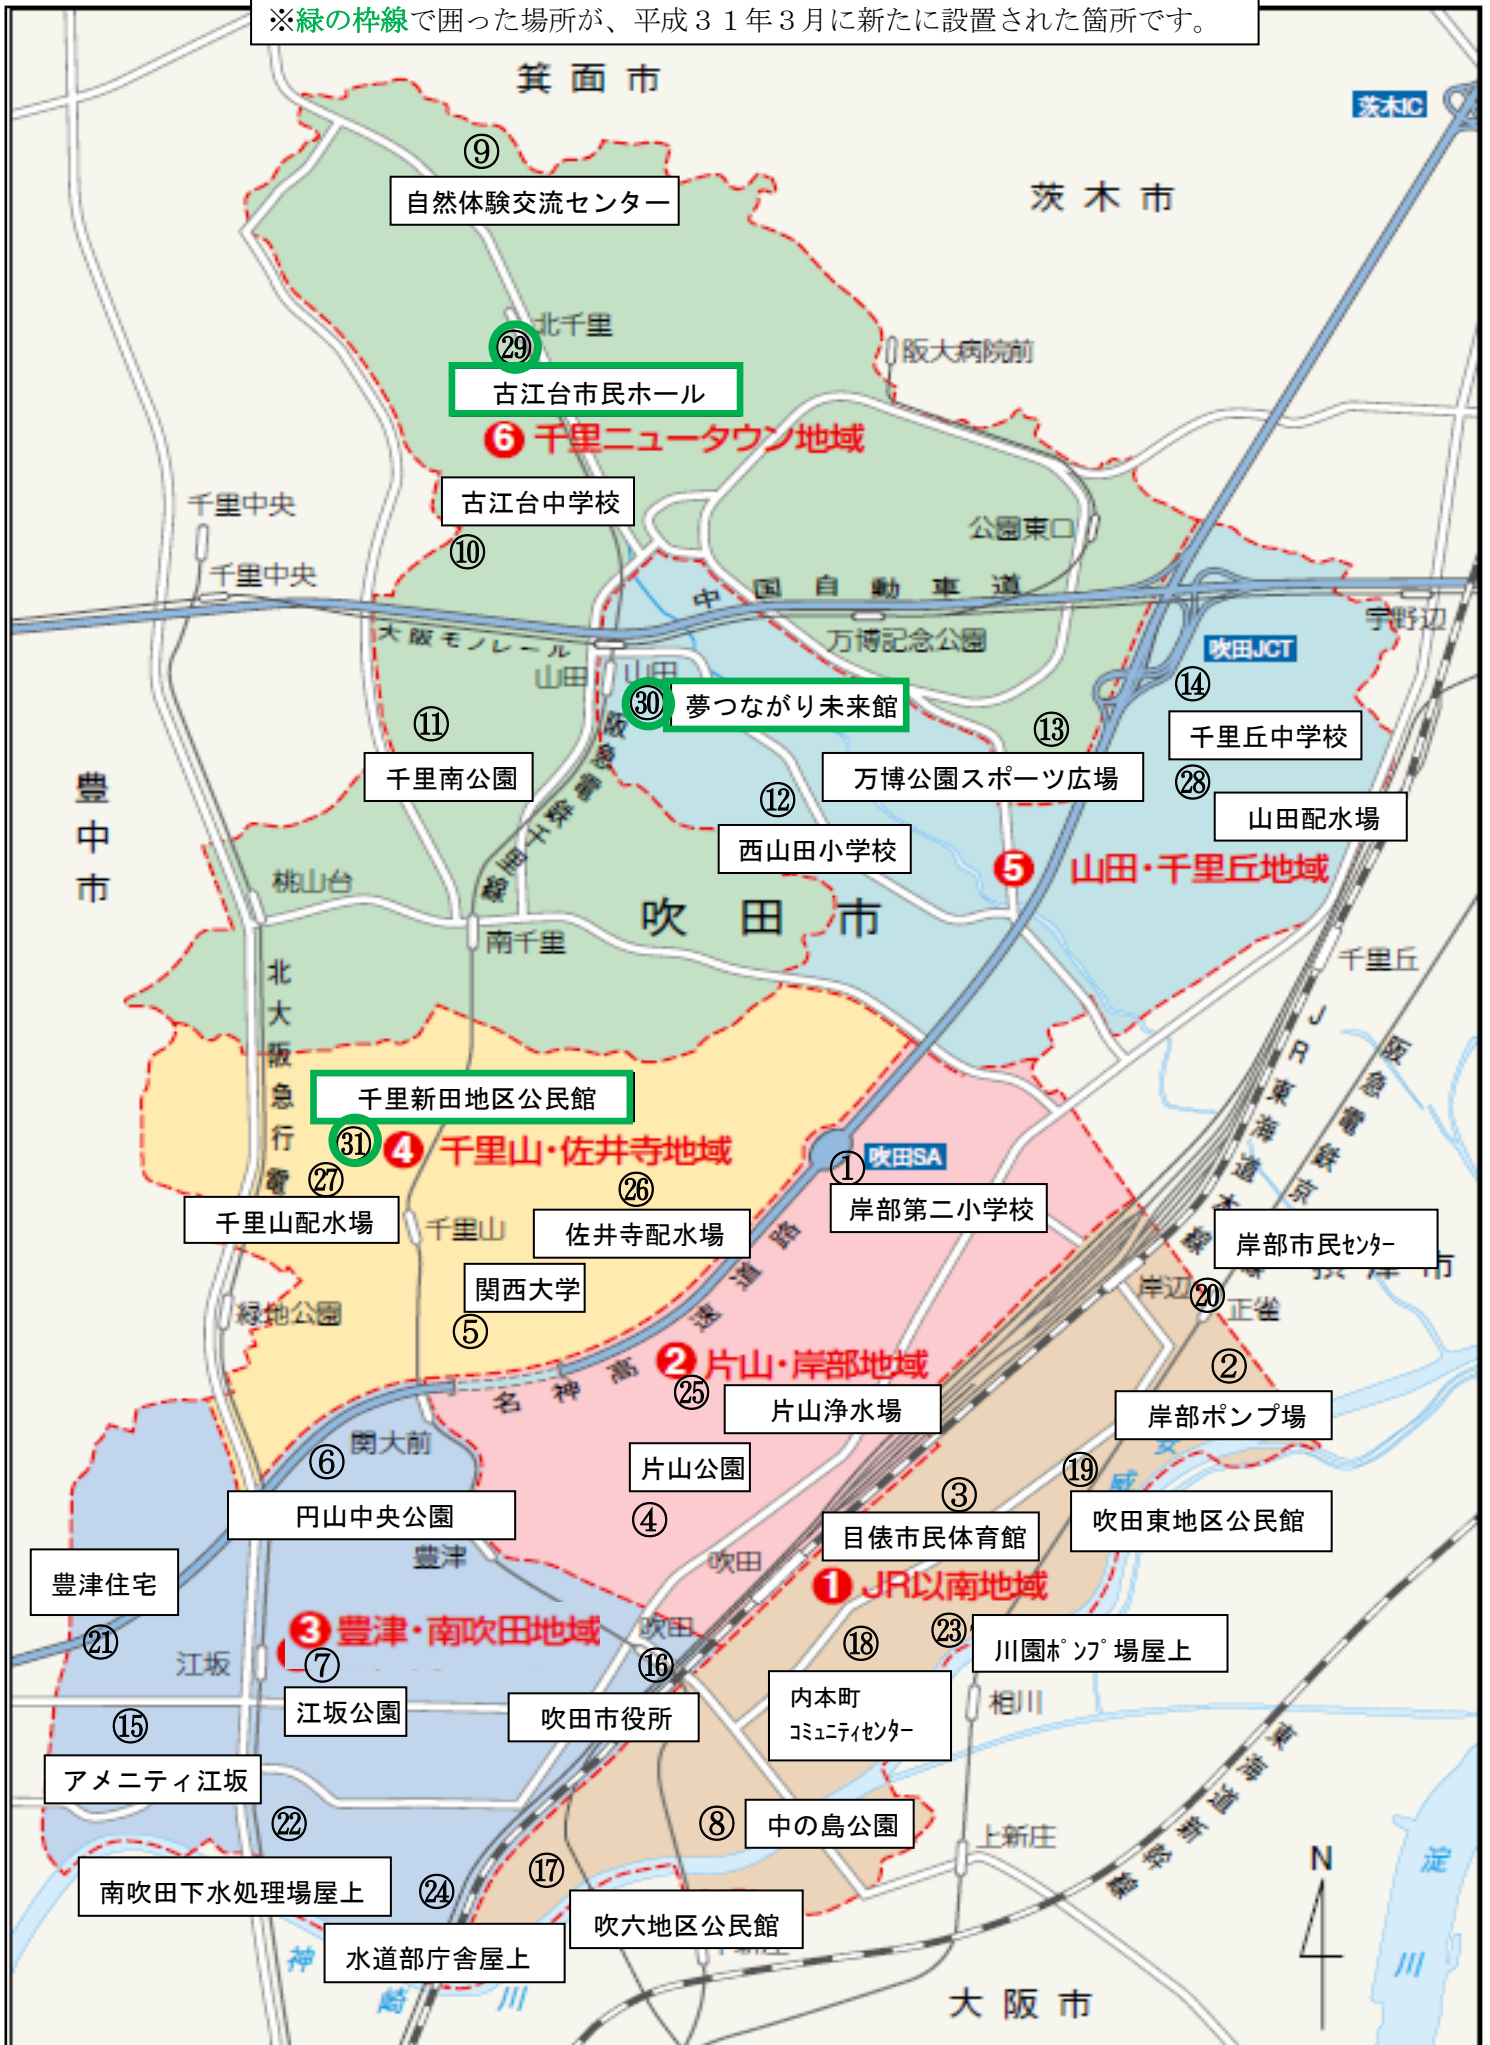 ※緑の枠線で囲った場所が、平成３１年３月に新たに設置された箇所です。
箕面市
茨木IC
⑨
自然体験交流センター
茨木市
北千里
㉙
古江台市民ホール
阪大病院前
❻千里ニュータウン地域
古江台中学校
⑩
千里中央
千里中央
公園東口
中国自動車道
大阪モノレール
万博記念公園
宇野辺
吹田JCT
山田
山田
㉚
夢つながり未来館
⑭
千里丘中学校
⑪
千里南公園
⑬
万博公園スポーツ広場
㉘
山田配水場
豊中市
阪急電鉄千里線
⑫
西山田小学校
❺ 山田・千里丘地域
桃山台
吹田市
南千里
千里丘
北大阪急行電
JR東海道本線
阪急電鉄京
千里新田地区公民館
㉛
❹ 千里山・佐井寺地域
吹田SA
①
岸部第二小学校
㉗
千里山配水場
千里山
㉖
佐井寺配水場
岸部市民ｾﾝﾀｰ
摂津市
関西大学
⑤
岸辺
⑳
正雀
緑地公園
名神高速道路
❷片山・岸部地域
㉕
片山浄水場
②
岸部ポンプ場
安威
関大前
⑥
円山中央公園
片山公園
④
⑲
吹田東地区公民館
③
目俵市民体育館
豊津
吹田
豊津住宅
㉑
❶JR以南地域
❸豊津・南吹田地域
吹田
⑦
江坂公園
江坂
⑯
吹田市役所
⑱
内本町
ｺﾐｭﾆﾃｨｾﾝﾀｰ
㉓
川園ﾎﾟﾝﾌﾟ場屋上
相川
⑮
アメニティ江坂
㉒
南吹田下水処理場屋上
⑧
中の島公園
上新庄
東海道新幹線
⑰
吹六地区公民館
㉔
水道部庁舎屋上
神崎川
淀川
N
大阪市